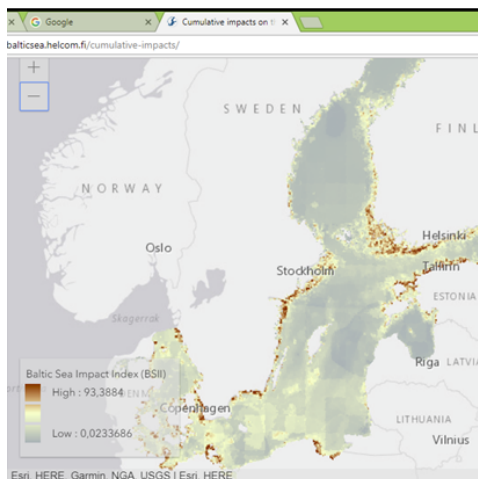 Google
Cumulative impacts on th
balticsea.helcom.fi/cumulative-impacts/
+
−
SWEDEN
FINL
NORWAY
Helsinki
Oslo
Tallinn
Stockholm
ESTONIA
Skagerrak
Riga
LATVIA
Baltic Sea Impact Index (BSII)
High : 93,3884
Copenhagen
Low : 0,0233686
LITHUANIA
Vilnius
Esri, HERE, Garmin, NGA, USGS | Esri, HERE